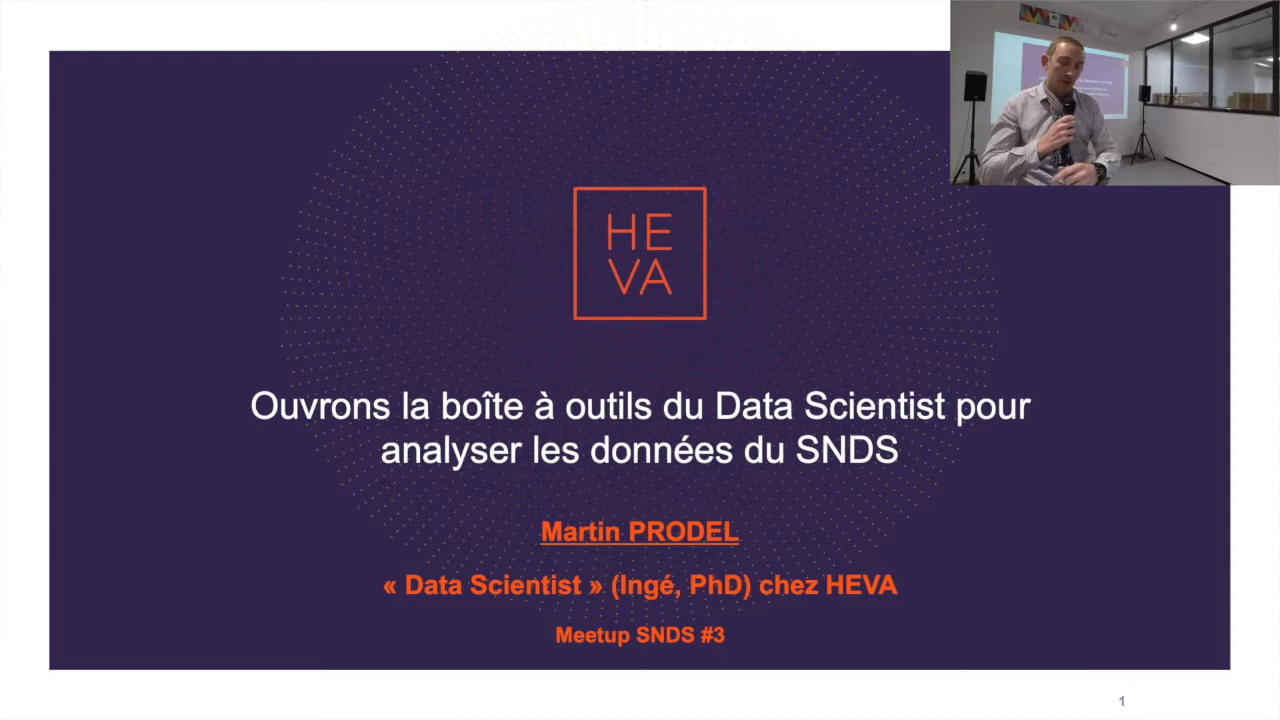 HE
VA
Ouvrons la boîte à outils du Data Scientist pour
analyser les données du SNDS
Martin PRODEL
« Data Scientist » (Ingé, PhD) chez HEVA
Meetup SNDS #3
1